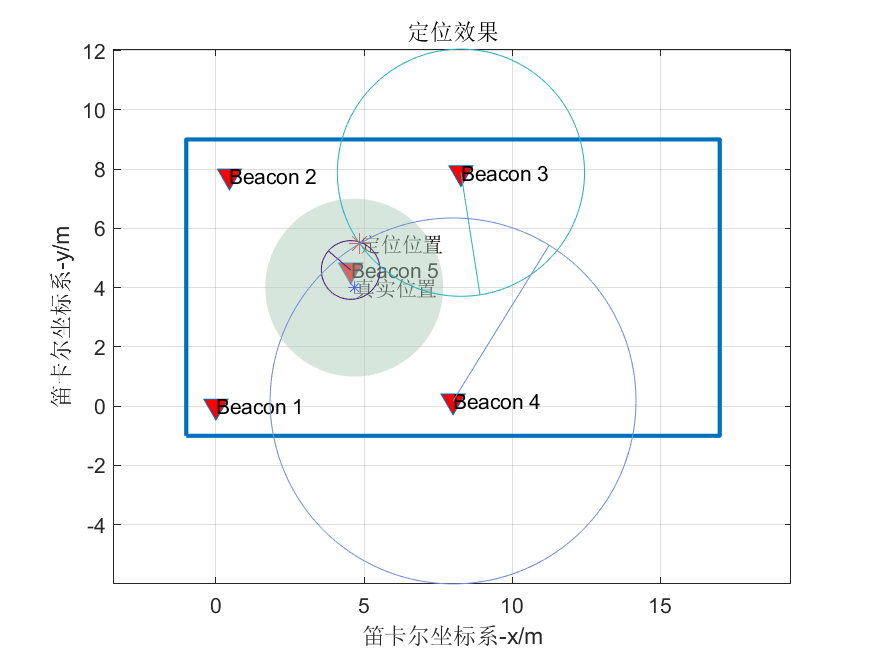 定位效果
12
10
8
6
4
2
0
-2
-4
笛卡尔坐标系-y/m
Beacon 2
Beacon 3
定位位置
Beacon 5
真实位置
Beacon 1
Beacon 4
0
5
10
15
笛卡尔坐标系-x/m